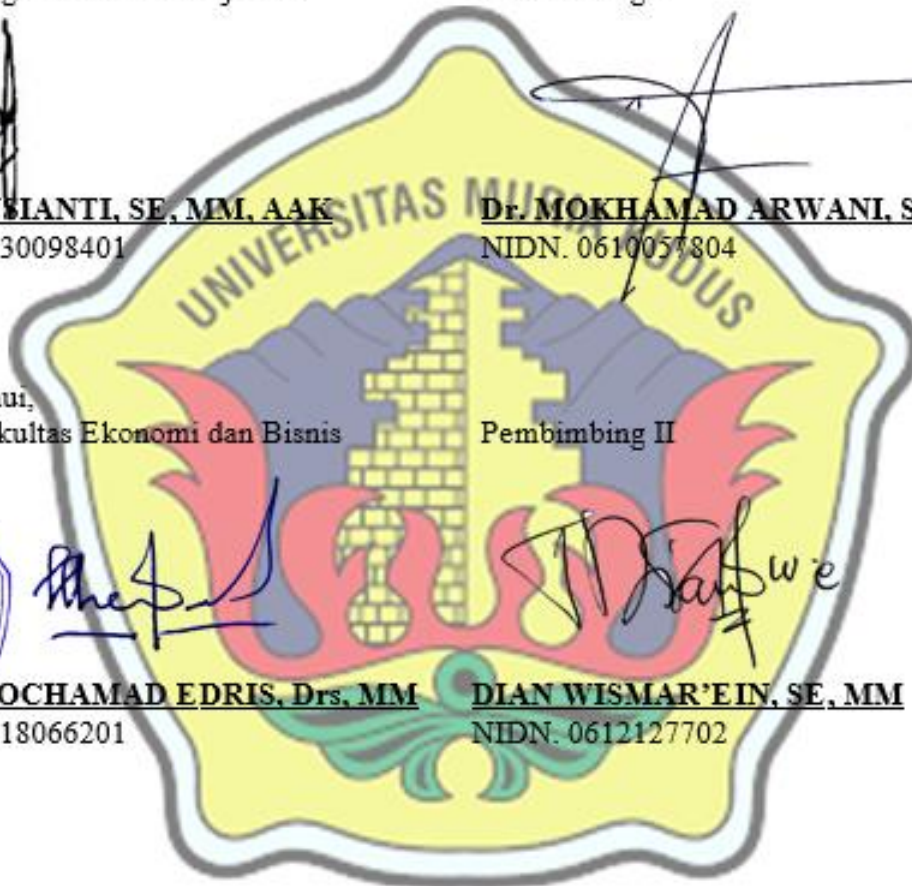 SIANTI, SE, MM, AAK
30098401
Dr. MOKHAMAD ARWANI, S
NIDN. 0610057804
UNIVERSITAS MURIA KUDUS
ui,
kultas Ekonomi dan Bisnis
Pembimbing II
OCHAMAD EDRIS, Drs, MM
18066201
DIAN WISMAR’EIN, SE, MM
NIDN. 0612127702